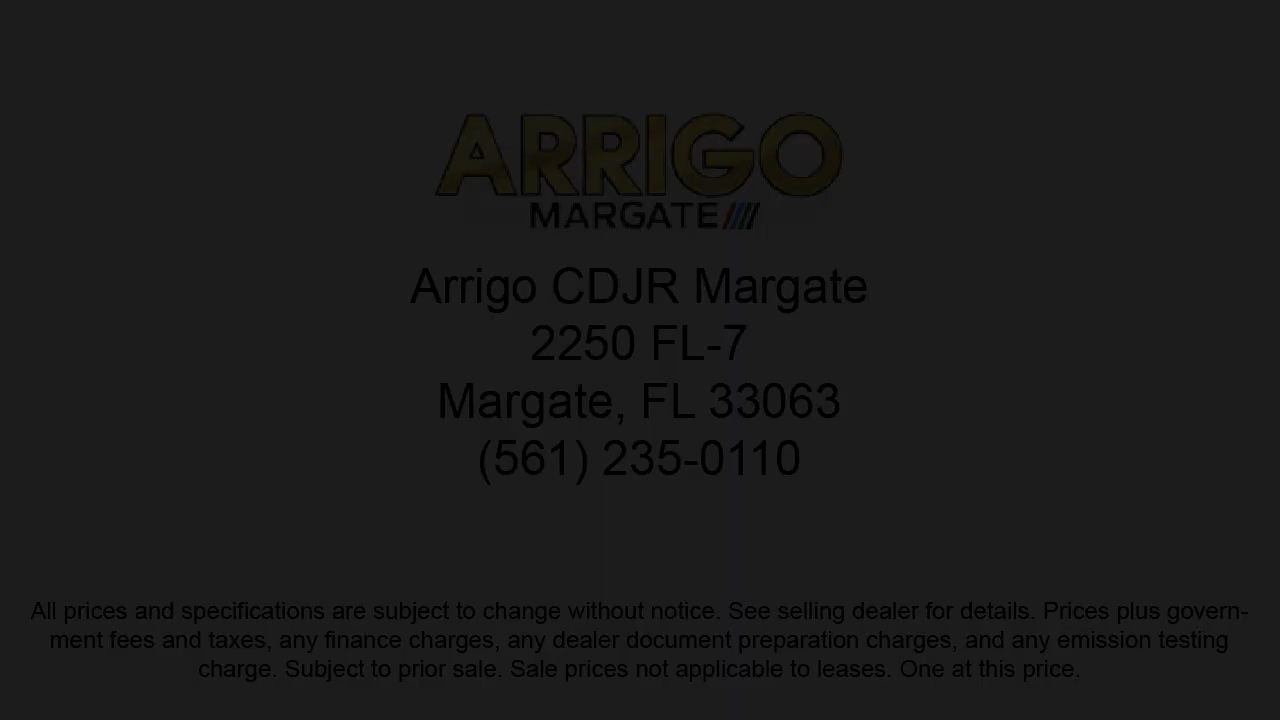 ARRIGO
MARGATE
Arrigo CDJR Margate
2250 FL-7
Margate, FL 33063
(561) 235-0110
All prices and specifications are subject to change without notice. See selling dealer for details. Prices plus govern-
ment fees and taxes, any finance charges, any dealer document preparation charges, and any emission testing
charge. Subject to prior sale. Sale prices not applicable to leases. One at this price.